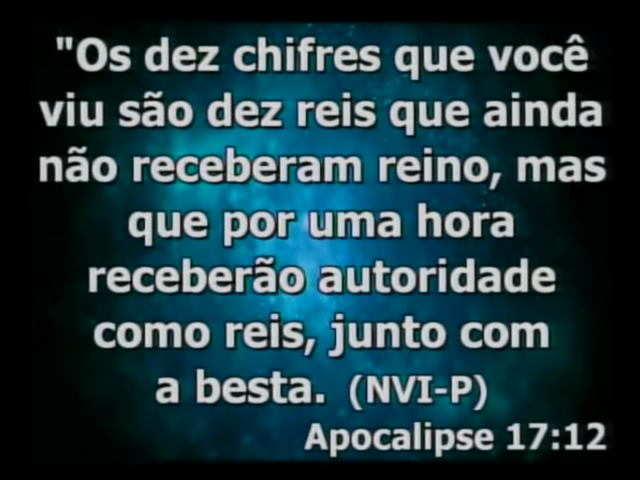 "Os dez chifres que você
viu são dez reis que ainda
não receberam reino, mas
que por uma hora
receberão autoridade
como reis, junto com
a besta. (NVI-P)
Apocalipse 17:12